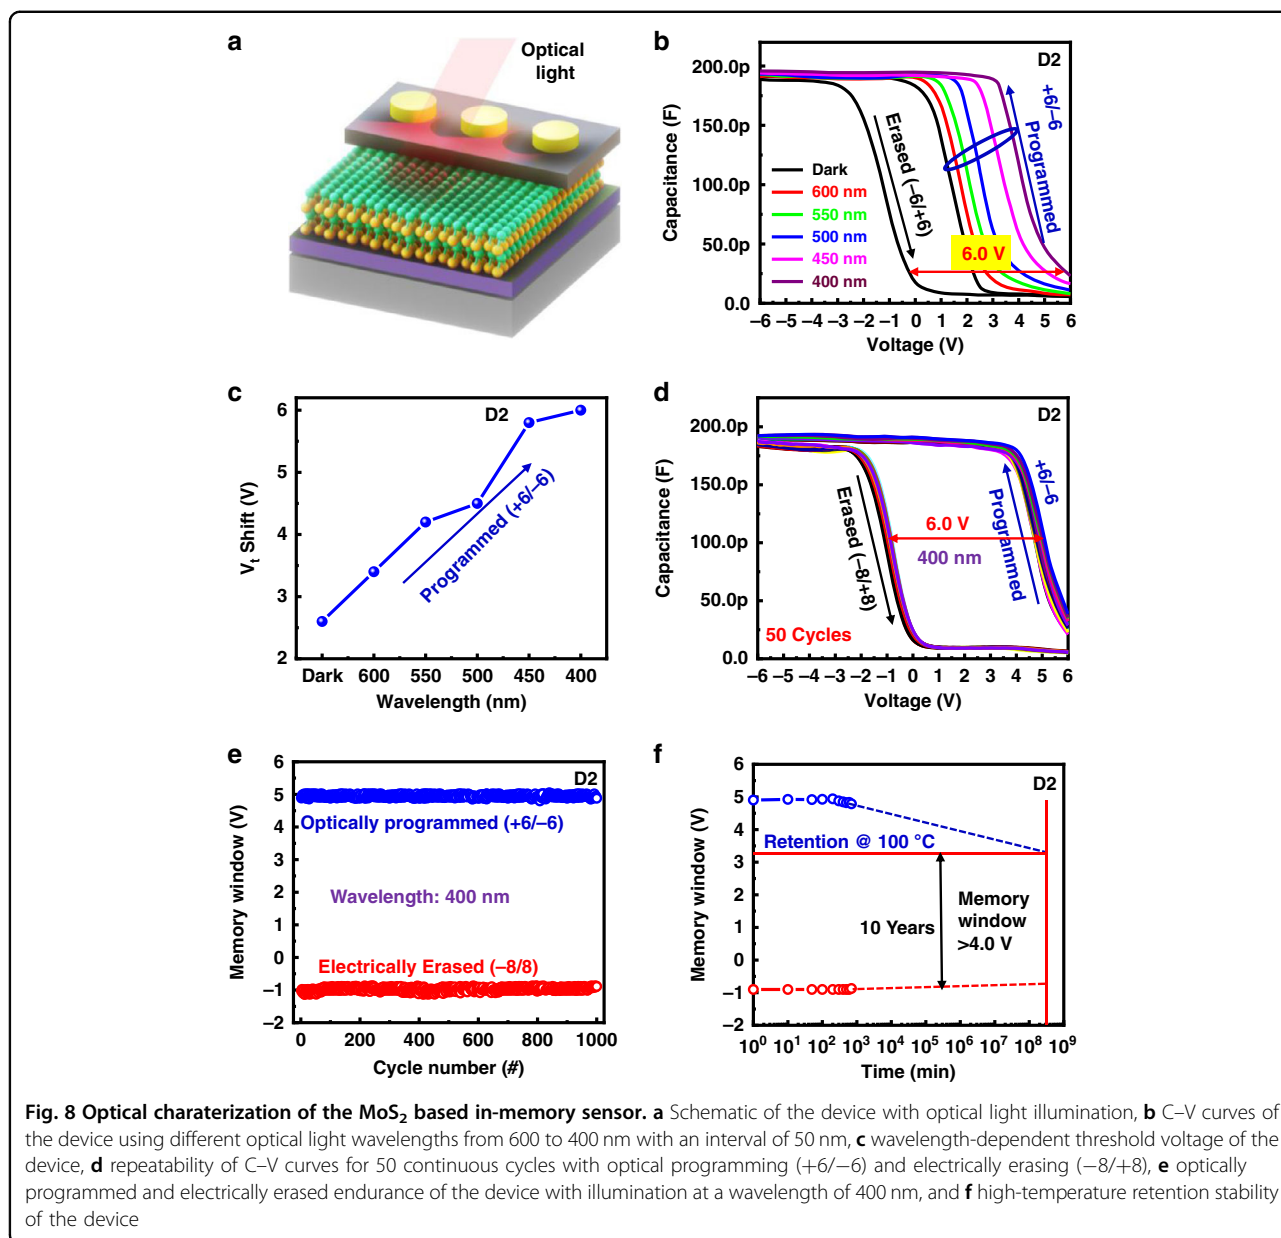 a
Optical
light
b
D2
200.0p
150.0p
100.0p
50.0p
0.0
Capacitance (F)
Dark
600 nm
550 nm
500 nm
450 nm
400 nm
Erased (–6/+6)
+6/–6
Programmed
6.0 V
–6 –5 –4 –3 –2 –1 0 1 2 3 4 5 6
Voltage (V)
c
D2
6
5
4
3
2
Vt Shift (V)
Programmed (+6/–6)
Dark 600 550 500 450 400
Wavelength (nm)
d
D2
200.0p
150.0p
100.0p
50.0p
0.0
Capacitance (F)
Erased (–8/+8)
+6/–6
Programmed
6.0 V
400 nm
50 Cycles
–6 –5 –4 –3 –2 –1 0 1 2 3 4 5 6
Voltage (V)
e
D2
6
5
4
3
2
1
0
–1
–2
Memory window (V)
Optically programmed (+6/–6)
Wavelength: 400 nm
Electrically Erased (–8/8)
0 200 400 600 800 1000
Cycle number (#)
f
D2
6
5
4
3
2
1
0
–1
–2
Memory window (V)
Retention @ 100 °C
10 Years
Memory
window
>4.0 V
10⁰ 10¹ 10² 10³ 10⁴ 10⁵ 10⁶ 10⁷ 10⁸ 10⁹
Time (min)
Fig. 8 Optical charaterization of the MoS₂ based in-memory sensor. a Schematic of the device with optical light illumination, b C–V curves of
the device using different optical light wavelengths from 600 to 400 nm with an interval of 50 nm, c wavelength-dependent threshold voltage of the
device, d repeatability of C–V curves for 50 continuous cycles with optical programming (+6/−6) and electrically erasing (−8/+8), e optically
programmed and electrically erased endurance of the device with illumination at a wavelength of 400 nm, and f high-temperature retention stability
of the device